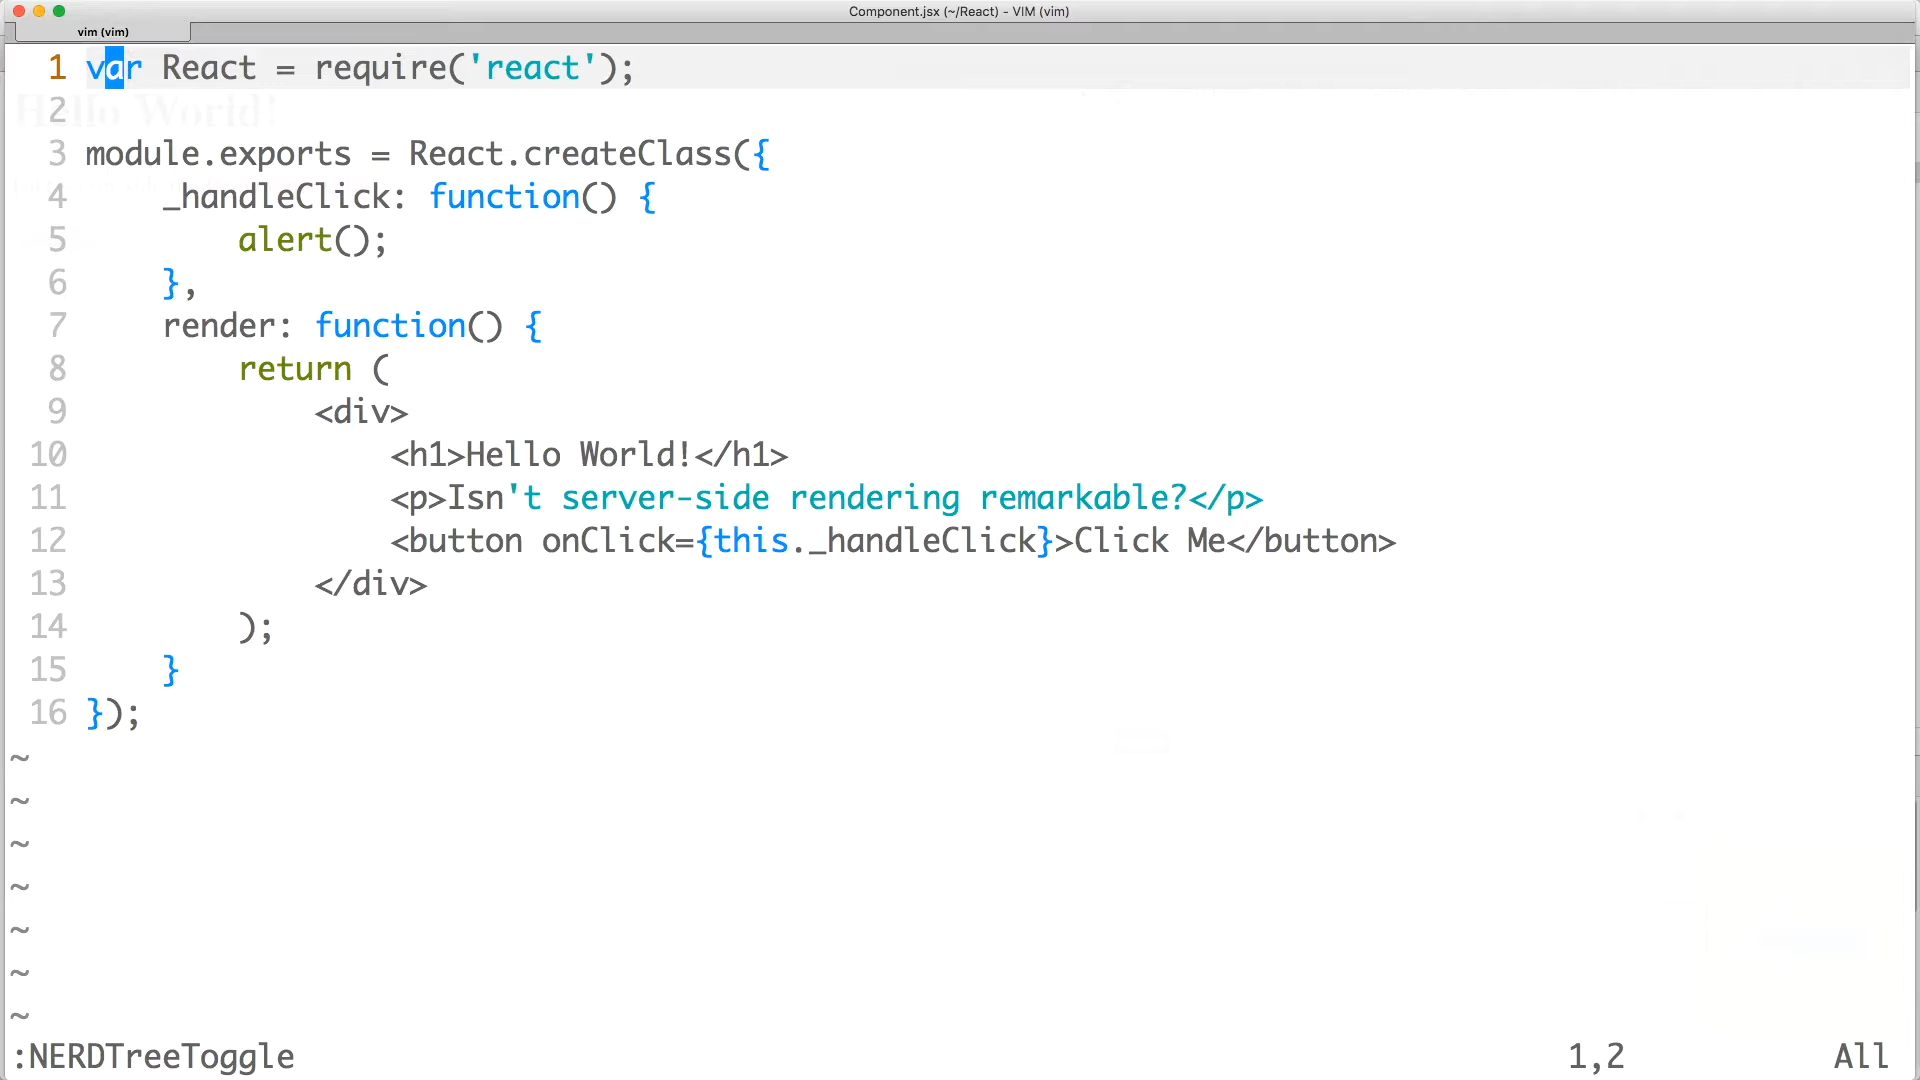 Component.jsx (~/React) - VIM (vim)
vim (vim)
1 var React = require('react');
2
Hello World!
3 module.exports = React.createClass({
4     _handleClick: function() {
5         alert();
6     },
7     render: function() {
8         return (
9             <div>
10                 <h1>Hello World!</h1>
11                 <p>Isn't server-side rendering remarkable?</p>
12                 <button onClick={this._handleClick}>Click Me</button>
13             </div>
14         );
15     }
16 });
~
~
~
~
~
~
~
:NERDTreeToggle 1,2 All